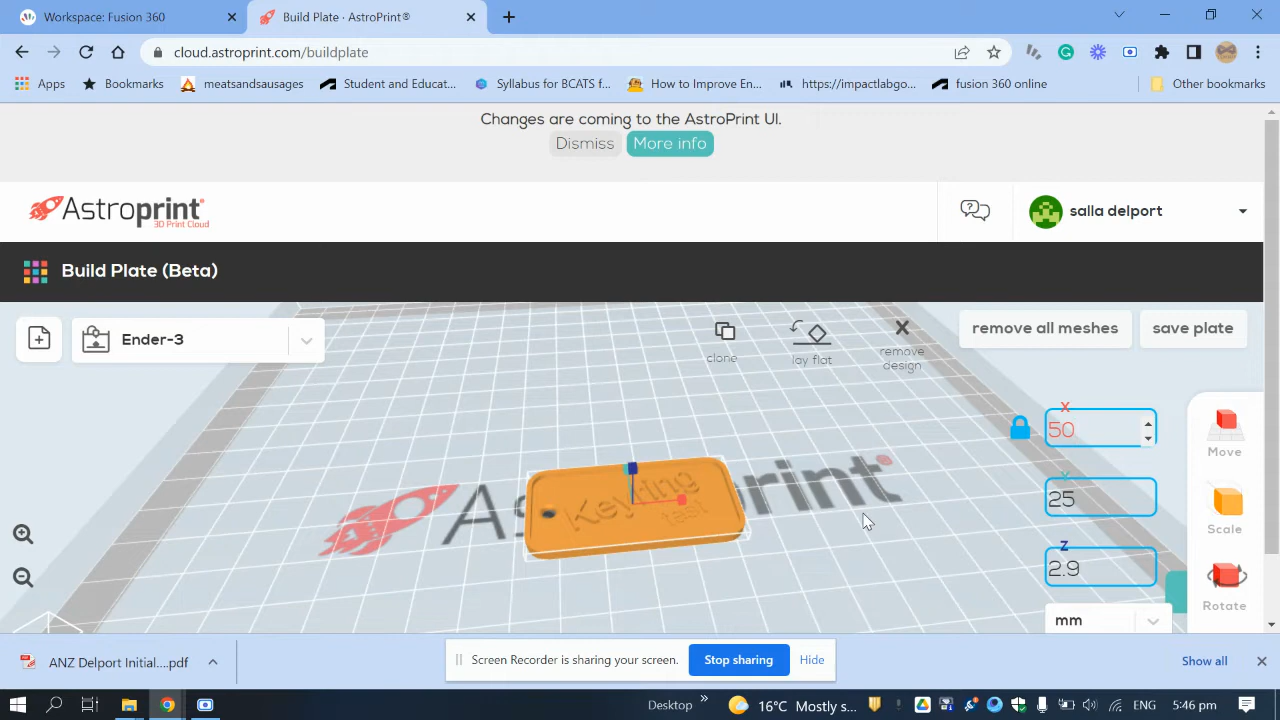 Workspace: Fusion 360
Build Plate · AstroPrint®
cloud.astroprint.com/buildplate
Apps
Bookmarks
meatsandsausages
Student and Educat...
Syllabus for BCATS f...
How to Improve En...
https://impactlabgo...
fusion 360 online
Other bookmarks
Changes are coming to the AstroPrint UI.
Dismiss
More info
Astroprint®
3D Print Cloud
salla delport
Build Plate (Beta)
Ender-3
clone
lay flat
remove design
remove all meshes
save plate
X
50
Y
25
Z
2.9
mm
Move
Scale
Rotate
Astroprint
Keyring
test
ANZ Delport Initial....pdf
Screen Recorder is sharing your screen.
Stop sharing
Hide
Show all
Desktop
16°C Mostly s...
ENG
5:46 pm